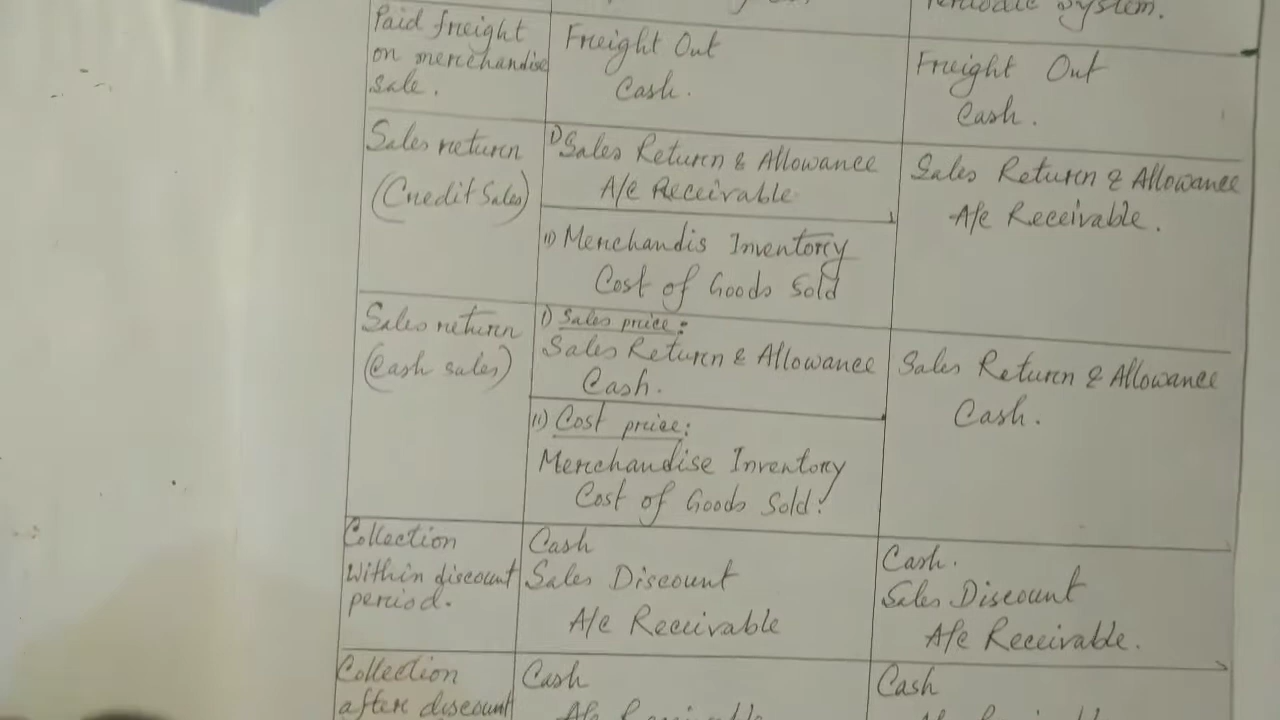 Periodic System.
Paid freight
on merchandise
sale.
Freight Out
Cash.
Freight Out
Cash.
Sales return
(Credit Sales)
i) Sales Return & Allowance
A/c Receivable
ii) Merchandis Inventory
Cost of Goods Sold
Sales Return & Allowance
A/c Receivable.
Sales return
(Cash sales)
i) Sales price:
Sales Return & Allowance
Cash.
ii) Cost price:
Merchandise Inventory
Cost of Goods Sold.
Sales Return & Allowance
Cash.
Collection
Within discount
period.
Cash
Sales Discount
A/c Receivable
Cash.
Sales Discount
A/c Receivable.
Collection
after discount
Cash
A/c Receivable
Cash